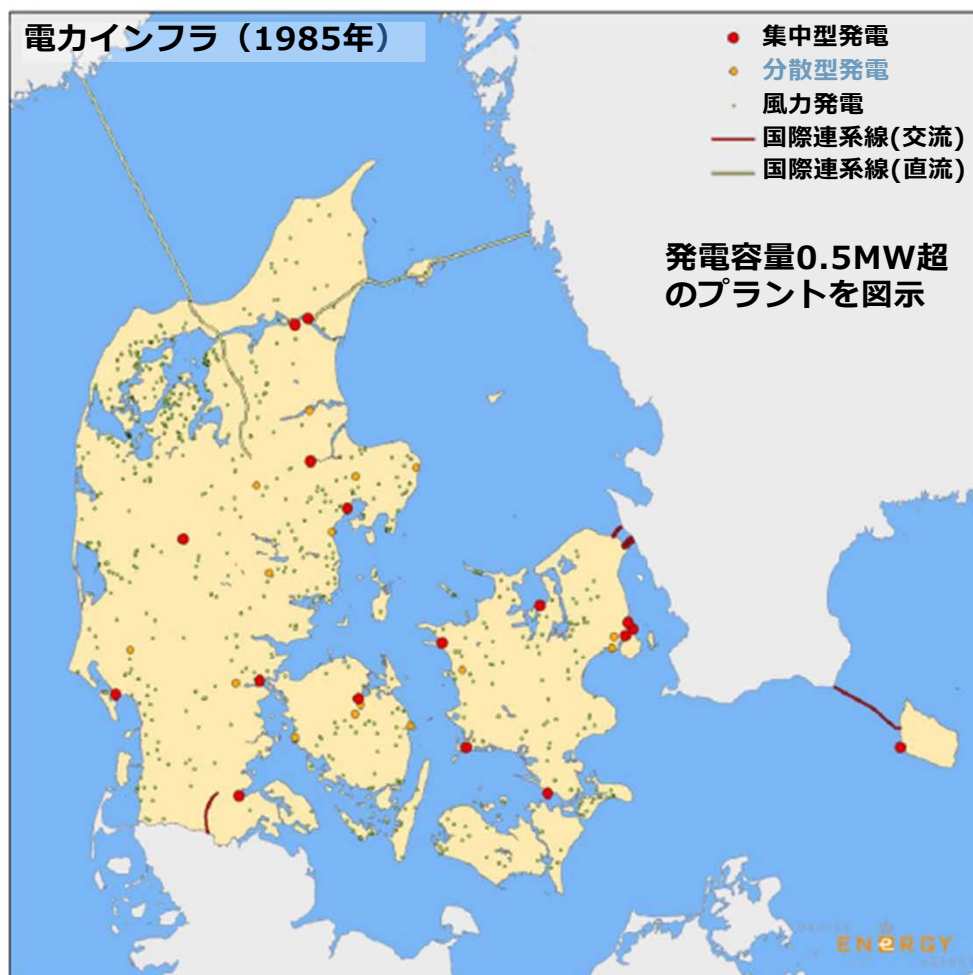 電力インフラ（1985年）
集中型発電
分散型発電
風力発電
国際連系線(交流)
国際連系線(直流)
発電容量0.5MW超
のプラントを図示
ENERGY